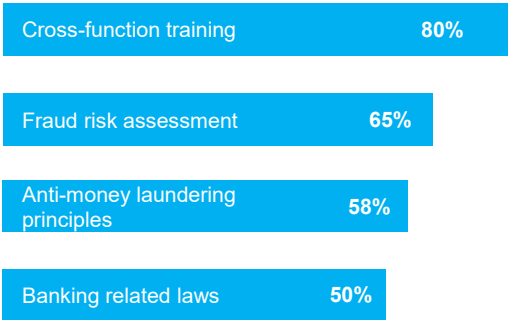 Cross-function training 80%
Fraud risk assessment 65%
Anti-money laundering
principles 58%
Banking related laws 50%